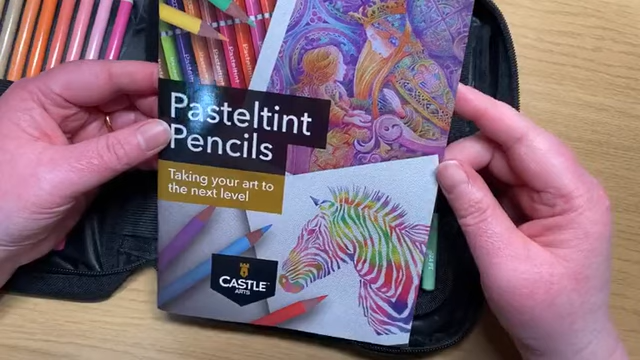 Pasteltint
Pencils
Taking your art to
the next level
CASTLE
ARTS